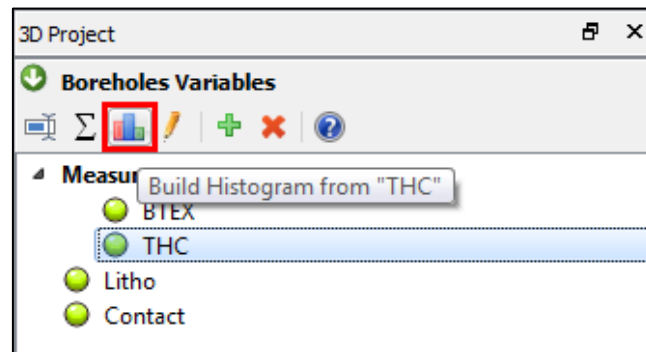 3D Project
Boreholes Variables
Measur
Build Histogram from "THC"
BTEX
THC
Litho
Contact